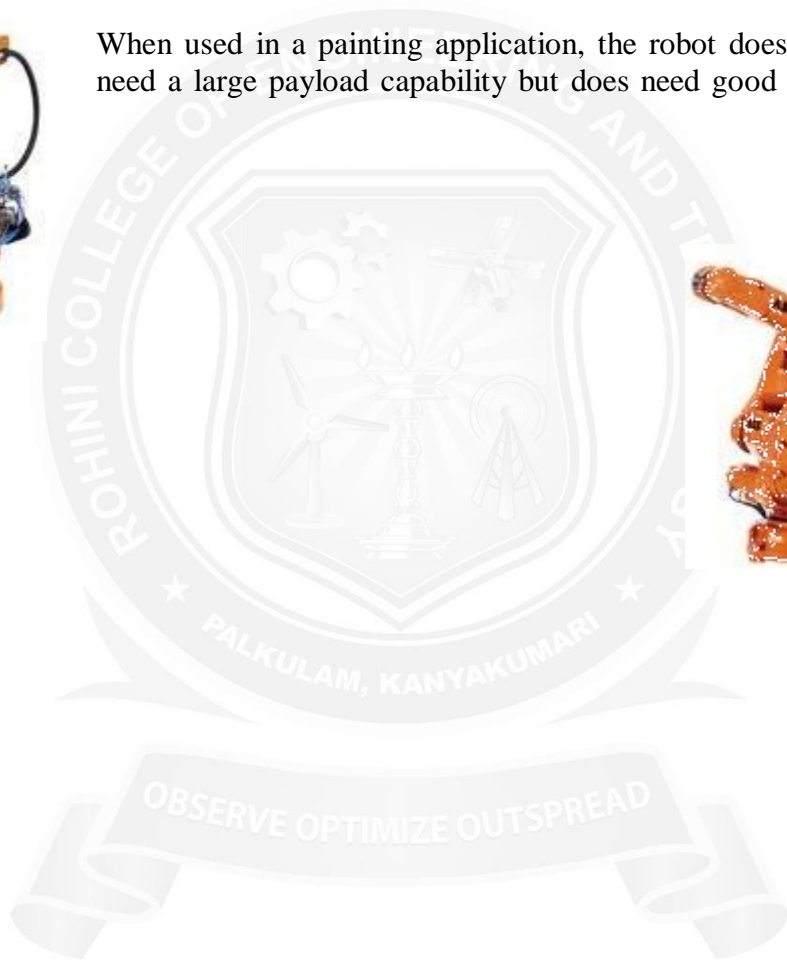 When used in a painting application, the robot does
need a large payload capability but does need good
ROHINI COLLEGE OF ENGINEERING AND
PALKULAM, KANYAKUMARI
OBSERVE OPTIMIZE OUTSPREAD